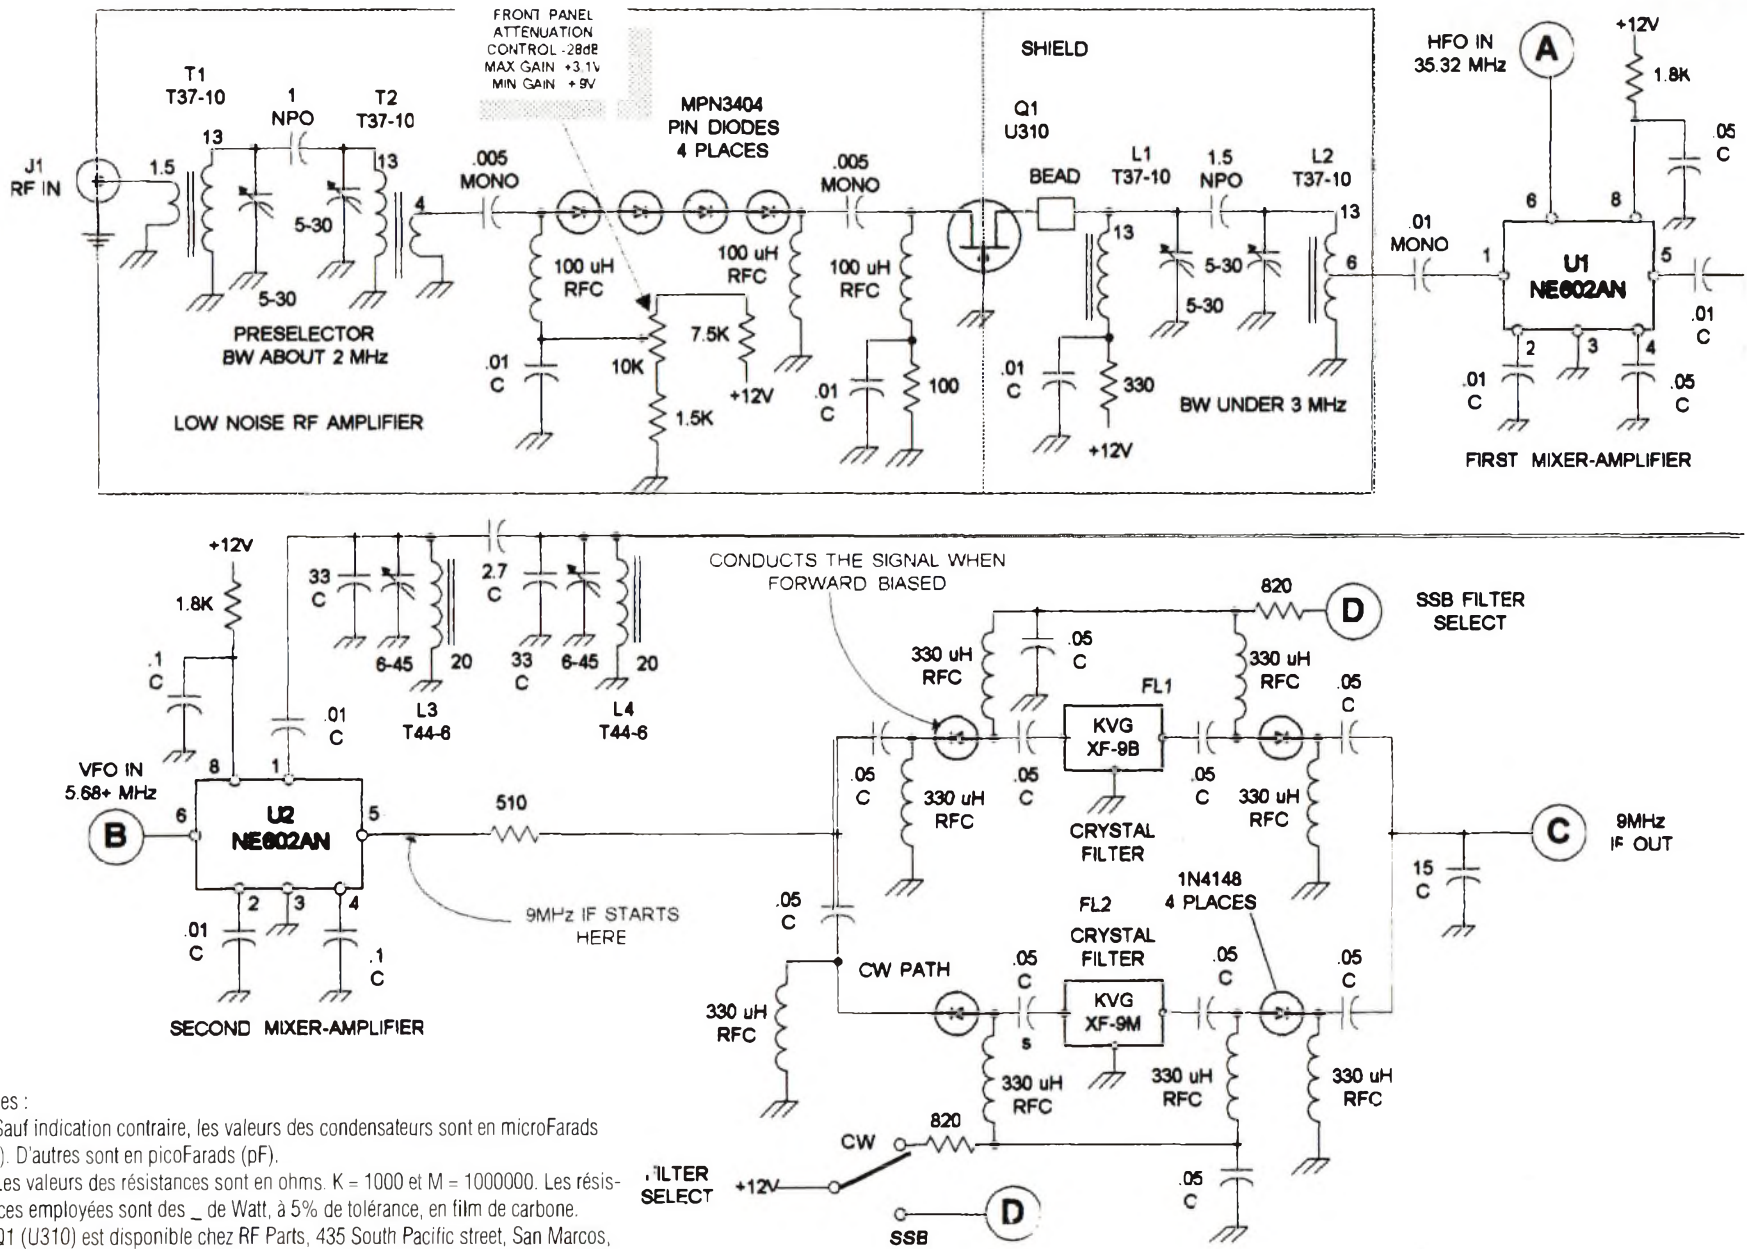 FRONT PANEL
ATTENUATION
CONTROL -28dB
MAX GAIN +3.1V
MIN GAIN +9V
SHIELD
HFO IN
35.32 MHz
A
+12V
1.8K
.05
C
T1
T37-10
1
NPO
T2
T37-10
MPN3404
PIN DIODES
4 PLACES
Q1
U310
J1
RF IN
1.5
13
13
4
.005
MONO
.005
MONO
BEAD
L1
T37-10
1.5
NPO
L2
T37-10
13
13
6
8
5-30
5-30
100 uH
RFC
100 uH
RFC
100 uH
RFC
5-30
5-30
6
.01
MONO
1
U1
NE602AN
5
.01
C
2
3
4
PRESELECTOR
BW ABOUT 2 MHz
.01
C
10K
7.5K
+12V
1.5K
.01
C
100
.01
C
330
+12V
BW UNDER 3 MHz
.01
C
.05
C
LOW NOISE RF AMPLIFIER
FIRST MIXER-AMPLIFIER
+12V
1.8K
33
C
6-45
20
2.7
C
33
C
6-45
20
L3
T44-6
L4
T44-6
.1
C
.01
C
CONDUCTS THE SIGNAL WHEN
FORWARD BIASED
820
D
SSB FILTER
SELECT
330 uH
RFC
.05
C
330 uH
RFC
FL1
.05
C
KVG
XF-9B
VFO IN
5.68+ MHz
8
1
6
B
U2
NE602AN
5
510
.05
C
330 uH
RFC
.05
C
.05
C
330 uH
RFC
CRYSTAL
FILTER
C
9MHz
IF OUT
15
C
2
3
4
.01
C
.1
C
9MHz IF STARTS
HERE
.05
C
FL2
CRYSTAL
FILTER
1N4148
4 PLACES
CW PATH
.05
C
s
KVG
XF-9M
.05
C
.05
C
SECOND MIXER-AMPLIFIER
330 uH
RFC
330 uH
RFC
330 uH
RFC
330 uH
RFC
es :
Sauf indication contraire, les valeurs des condensateurs sont en microFarads
). D'autres sont en picoFarads (pF).
Les valeurs des résistances sont en ohms. K = 1000 et M = 1000000. Les résis-
ces employées sont des _ de Watt, à 5% de tolérance, en film de carbone.
Q1 (U310) est disponible chez RF Parts, 435 South Pacific street, San Marcos,
CW
820
.05
C
ILTER
SELECT
+12V
SSB
D